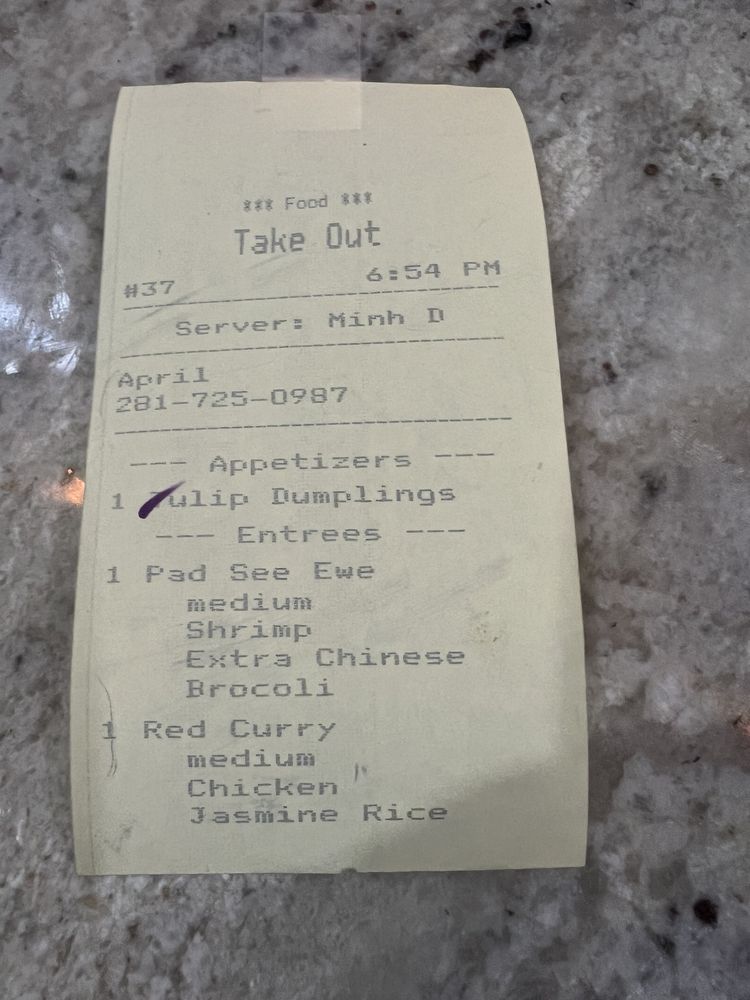 *** Food ***
Take Out
#37 6:54 PM
Server: Minh D
April
281-725-0987
--- Appetizers ---
1 Tulip Dumplings
--- Entrees ---
1 Pad See Ewe
medium
Shrimp
Extra Chinese
Brocoli
1 Red Curry
medium
Chicken
Jasmine Rice